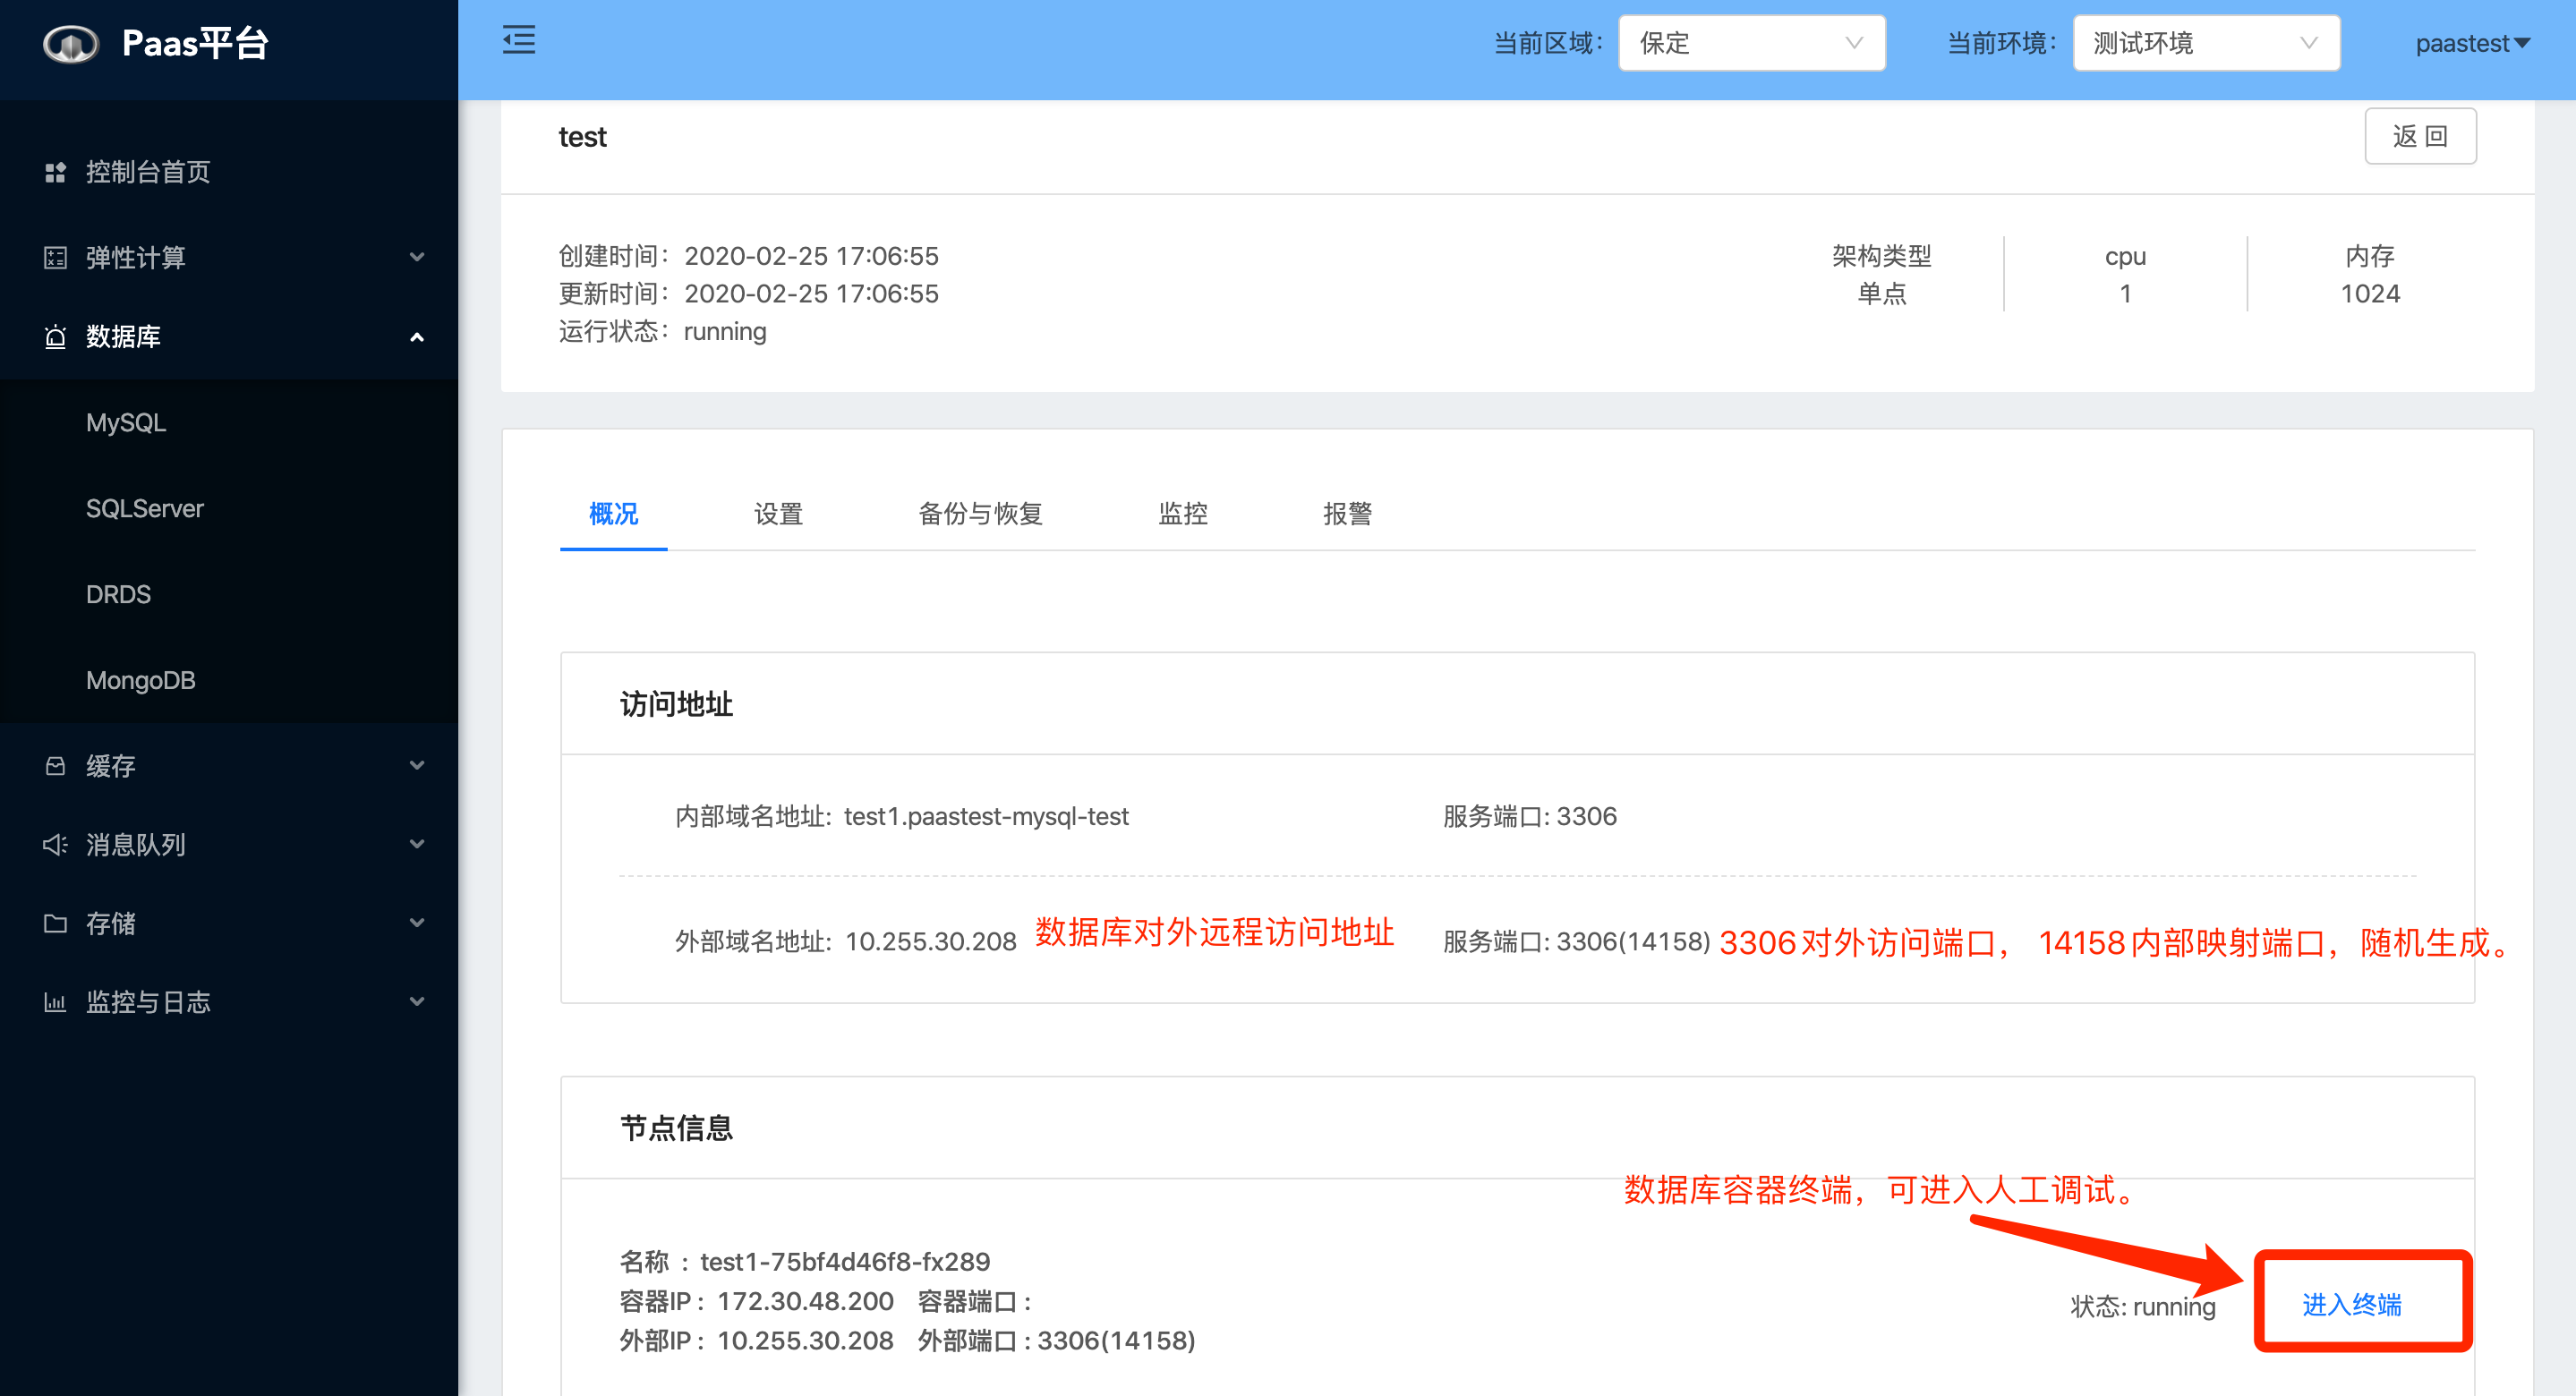 Paas平台
当前区域：
保定
当前环境：
测试环境
paastest
控制台首页
弹性计算
数据库
MySQL
SQLServer
DRDS
MongoDB
缓存
消息队列
存储
监控与日志
test
返 回
创建时间：2020-02-25 17:06:55
更新时间：2020-02-25 17:06:55
运行状态：running
架构类型
单点
cpu
1
内存
1024
概况
设置
备份与恢复
监控
报警
访问地址
内部域名地址: test1.paastest-mysql-test
服务端口: 3306
外部域名地址: 10.255.30.208
数据库对外远程访问地址
服务端口: 3306(14158)
3306对外访问端口， 14158内部映射端口，随机生成。
节点信息
数据库容器终端，可进入人工调试。
名称 : test1-75bf4d46f8-fx289
容器IP : 172.30.48.200 容器端口 :
外部IP : 10.255.30.208 外部端口 : 3306(14158)
状态: running
进入终端